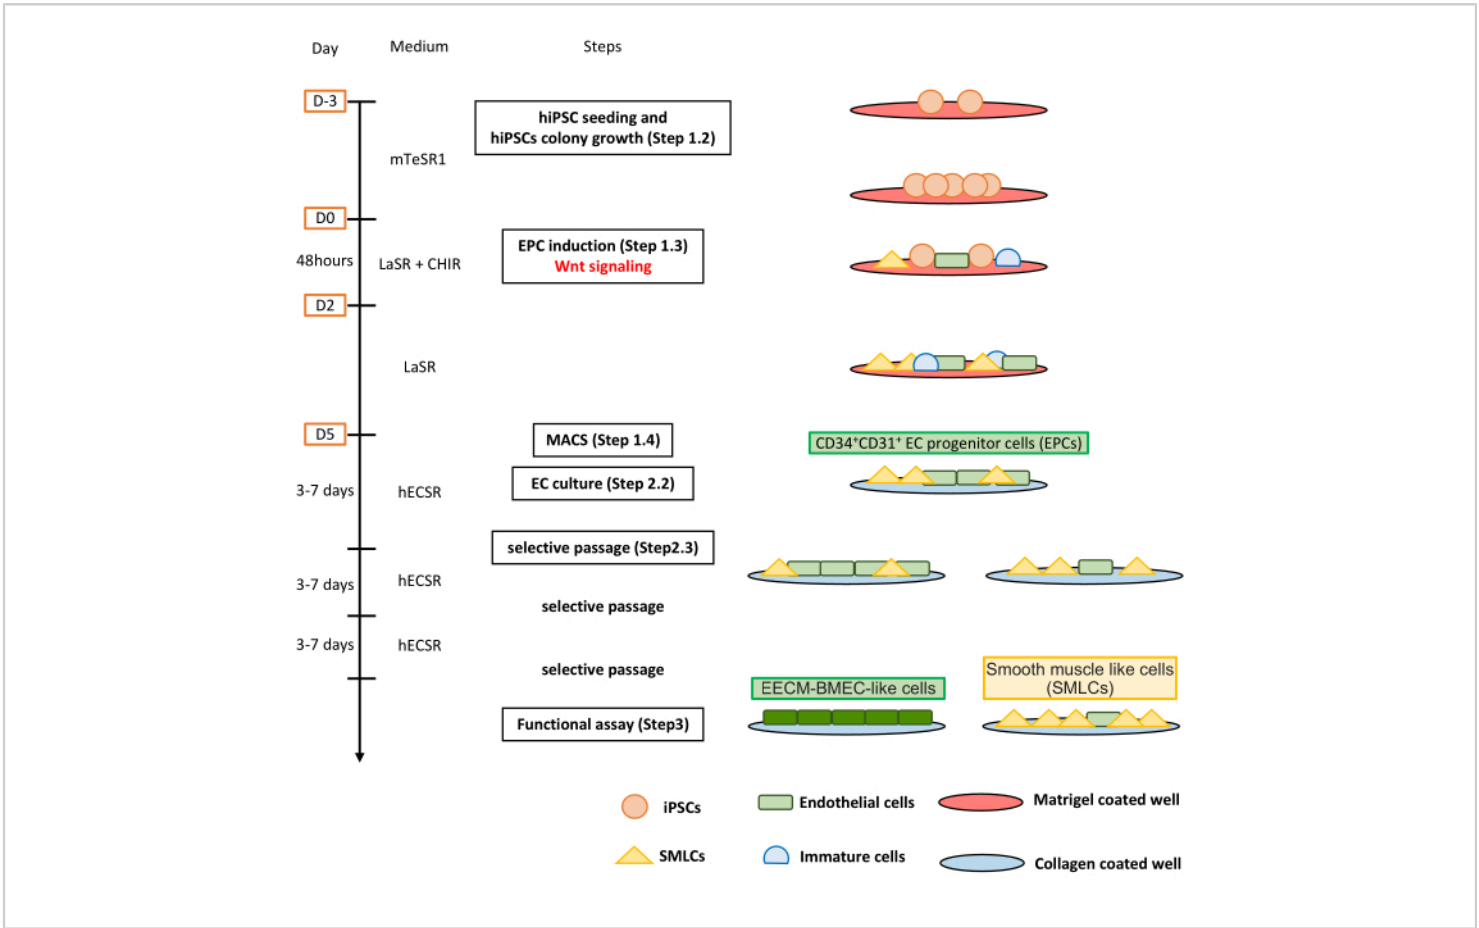 Day
Medium
Steps
D-3
hiPSC seeding and
hiPSCs colony growth (Step 1.2)
mTeSR1
D0
48hours
LaSR + CHIR
EPC induction (Step 1.3)
Wnt signaling
D2
LaSR
D5
MACS (Step 1.4)
CD34⁺CD31⁺ EC progenitor cells (EPCs)
3-7 days
hECSR
EC culture (Step 2.2)
selective passage (Step2.3)
3-7 days
hECSR
selective passage
3-7 days
hECSR
selective passage
EECM-BMEC-like cells
Smooth muscle like cells
(SMLCs)
Functional assay (Step3)
iPSCs
Endothelial cells
Matrigel coated well
SMLCs
Immature cells
Collagen coated well